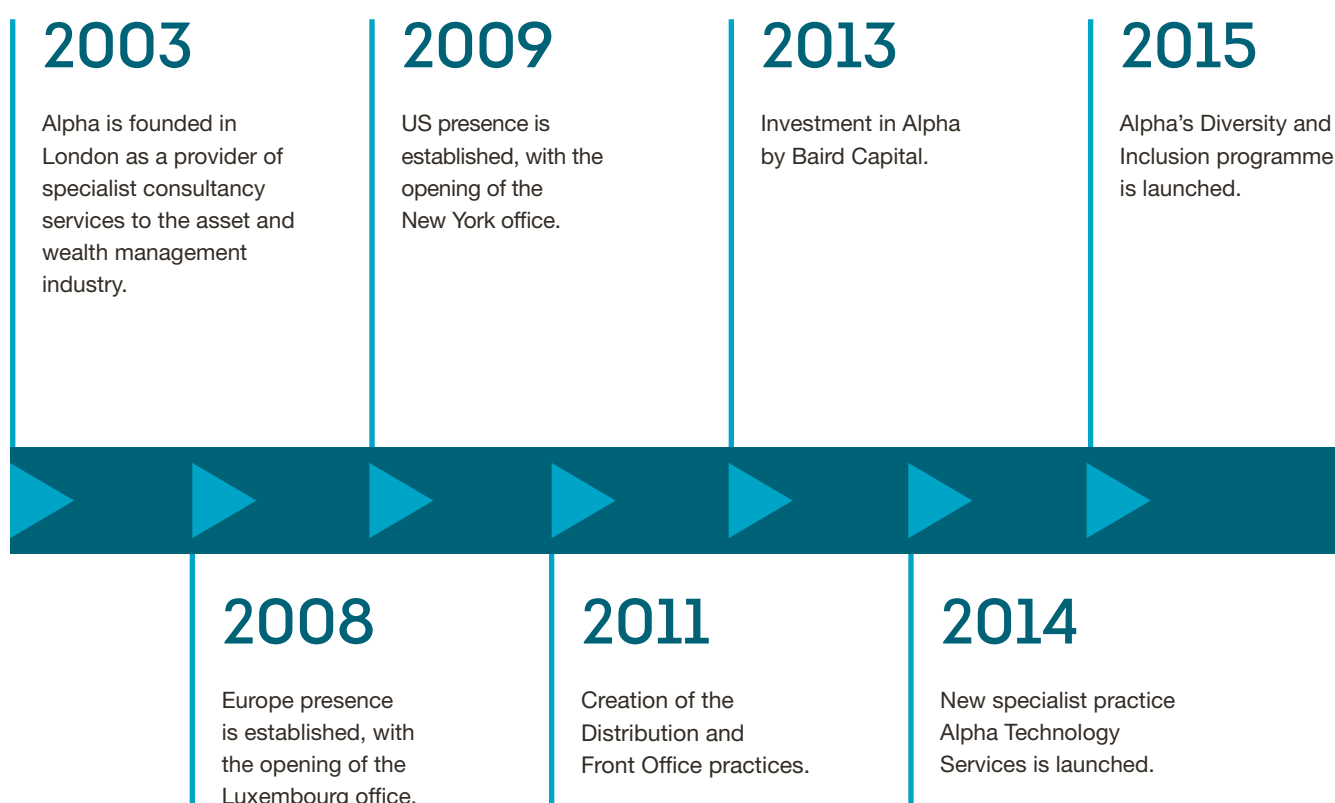 2003
Alpha is founded in
London as a provider of
specialist consultancy
services to the asset and
wealth management
industry.
2009
US presence is
established, with the
opening of the
New York office.
2013
Investment in Alpha
by Baird Capital.
2015
Alpha's Diversity and
Inclusion programme
is launched.
2008
Europe presence
is established, with
the opening of the
Luxembourg office.
2011
Creation of the
Distribution and
Front Office practices.
2014
New specialist practice
Alpha Technology
Services is launched.